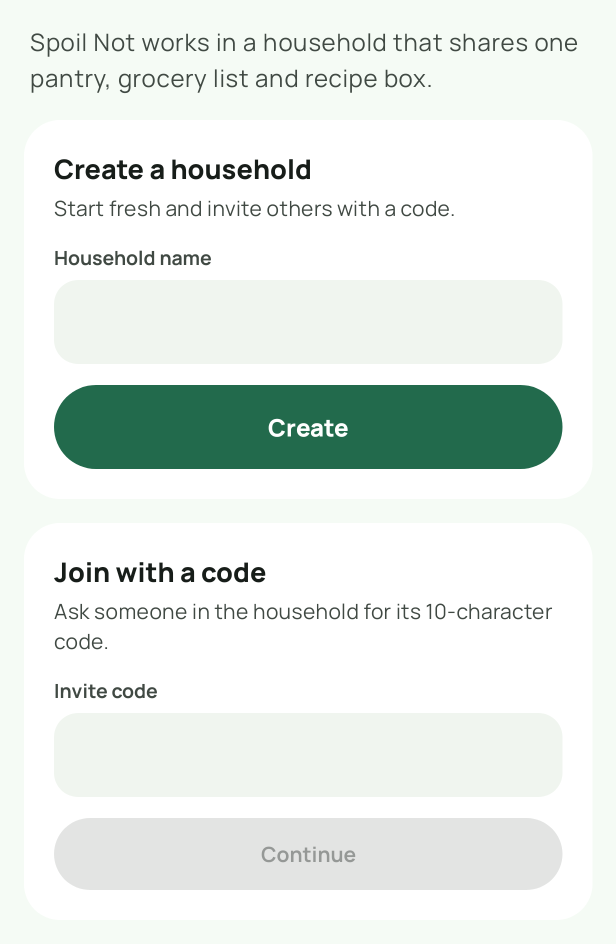 Spoil Not works in a household that shares one
pantry, grocery list and recipe box.
Create a household
Start fresh and invite others with a code.
Household name
Create
Join with a code
Ask someone in the household for its 10-character
code.
Invite code
Continue